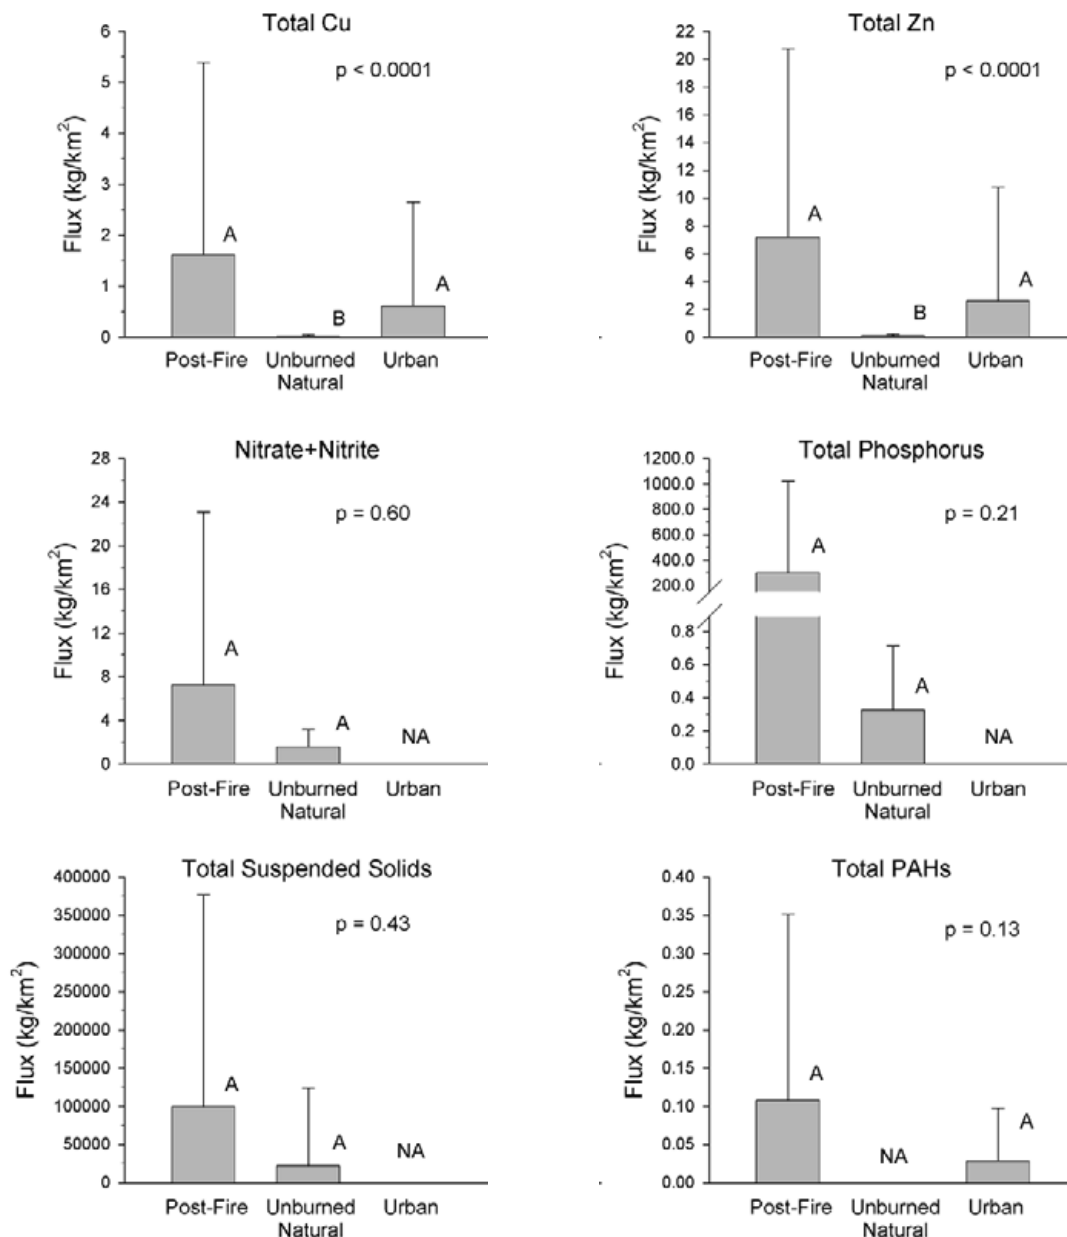 Total Cu
Flux (kg/km²)
6
5
4
3
2
1
0
p < 0.0001
A
B
A
Post-Fire
Unburned
Natural
Urban
Total Zn
Flux (kg/km²)
22
20
18
16
14
12
10
8
6
4
2
0
p < 0.0001
A
B
A
Post-Fire
Unburned
Natural
Urban
Nitrate+Nitrite
Flux (kg/km²)
28
24
20
16
12
8
4
0
p = 0.60
A
A
NA
Post-Fire
Unburned
Natural
Urban
Total Phosphorus
Flux (kg/km²)
1200.0
1000.0
800.0
600.0
400.0
200.0
0.8
0.6
0.4
0.2
0.0
p = 0.21
A
A
NA
Post-Fire
Unburned
Natural
Urban
Total Suspended Solids
Flux (kg/km²)
400000
350000
300000
250000
200000
150000
100000
50000
0
p = 0.43
A
A
NA
Post-Fire
Unburned
Natural
Urban
Total PAHs
Flux (kg/km²)
0.40
0.35
0.30
0.25
0.20
0.15
0.10
0.05
0.00
p = 0.13
A
NA
A
Post-Fire
Unburned
Natural
Urban